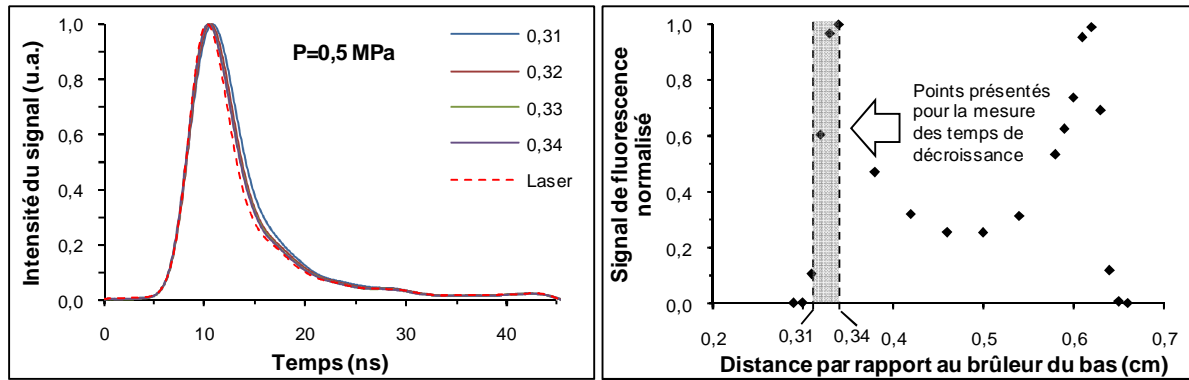 Intensité du signal (u.a.)
1,0
0,8
0,6
0,4
0,2
0,0
P=0,5 MPa
0,31
0,32
0,33
0,34
Laser
0 10 20 30 40
Temps (ns)
Signal de fluorescence
normalisé
1,0
0,8
0,6
0,4
0,2
0,0
Points présentés
pour la mesure
des temps de
décroissance
0,2 0,31 0,34 0,4 0,5 0,6 0,7
Distance par rapport au brûleur du bas (cm)